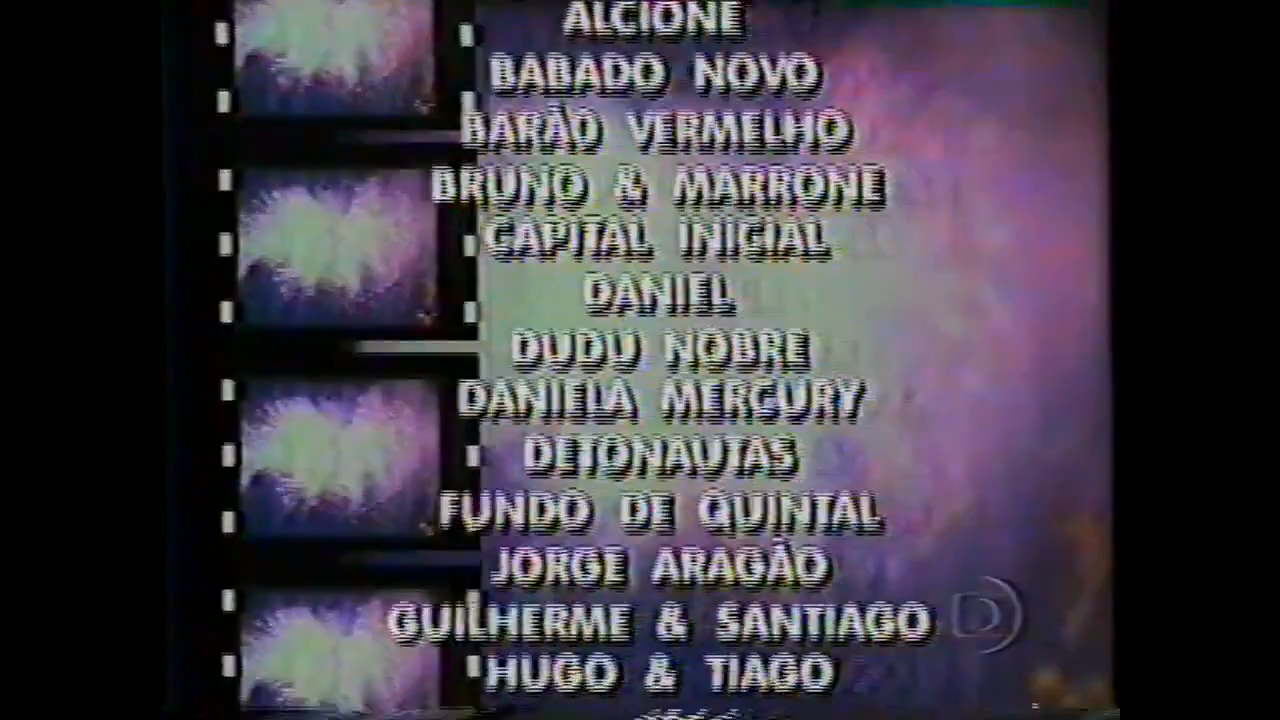 ALCIONE
BABADO NOVO
BARÃO VERMELHO
BRUNO & MARRONE
CAPITAL INICIAL
DANIEL
DUDU NOBRE
DANIELA MERCURY
DETONAUTAS
FUNDO DE QUINTAL
JORGE ARAGÃO
GUILHERME & SANTIAGO
HUGO & TIAGO
D